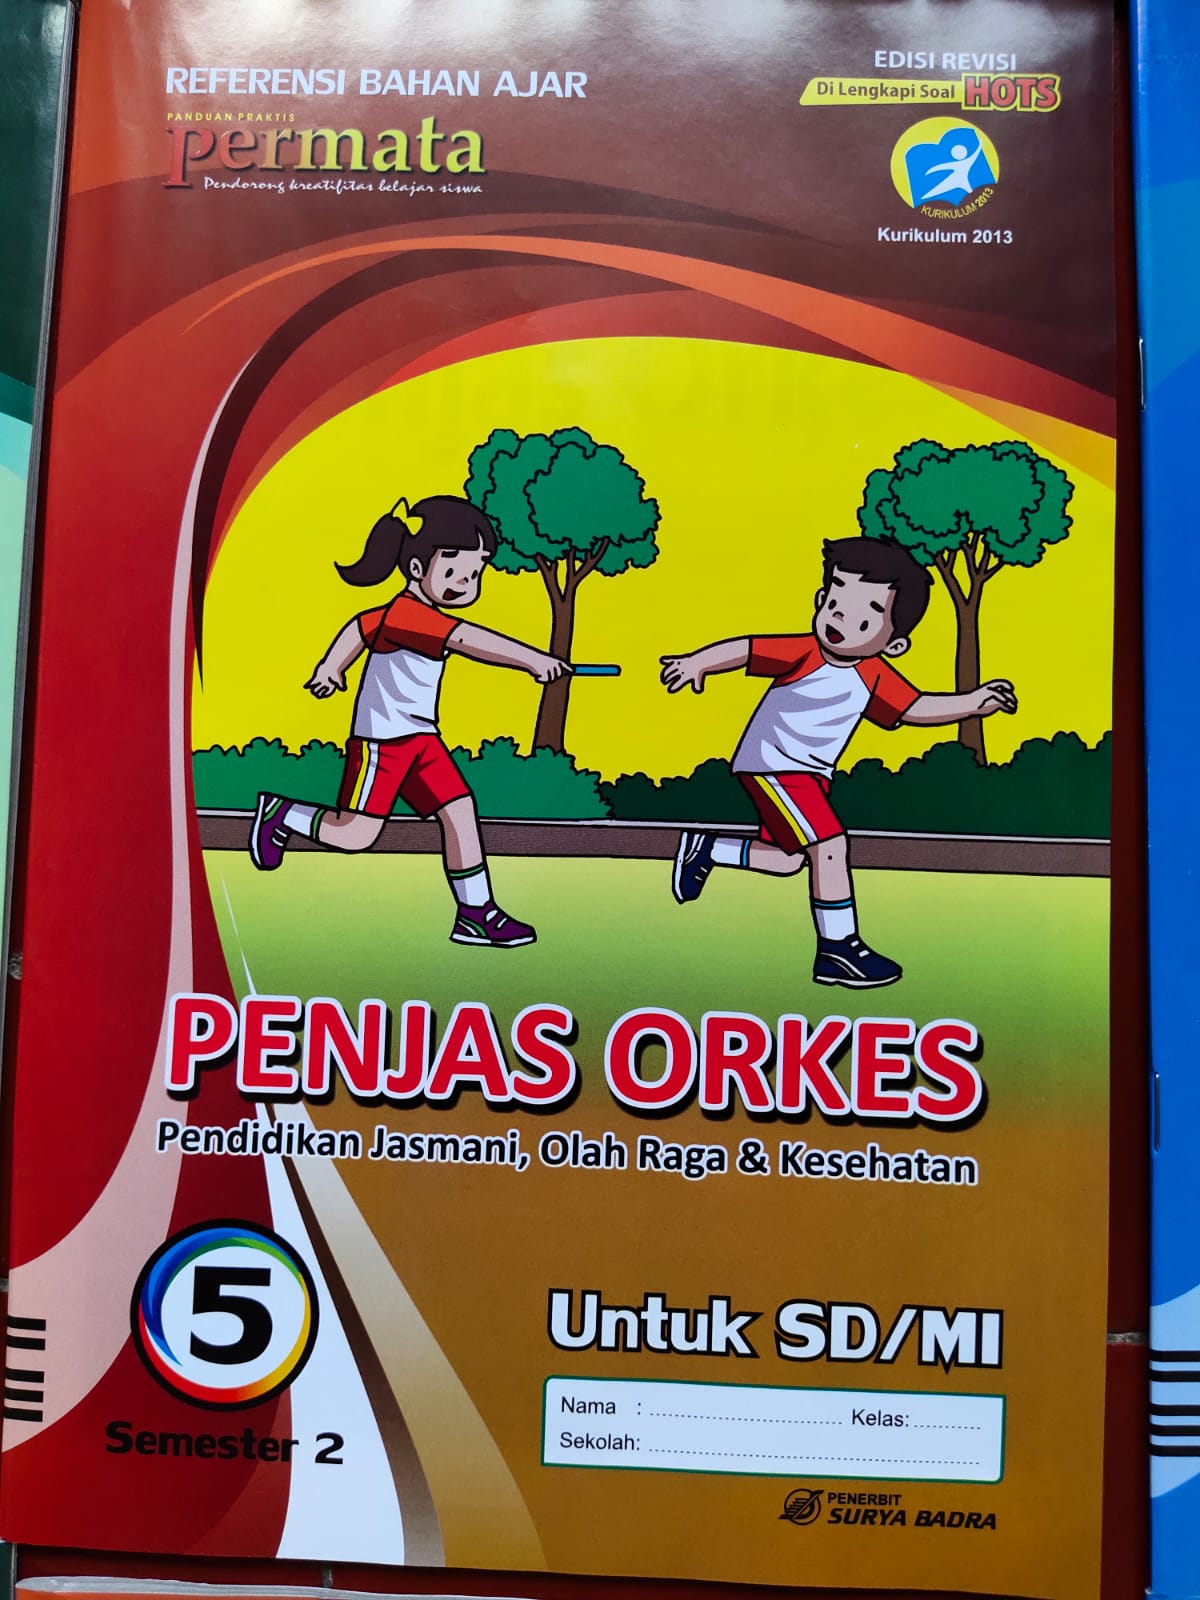 REFERENSI BAHAN AJAR
PANDUAN PRAKTIS
permata
Pendorong kreatifitas belajar siswa
EDISI REVISI
Di Lengkapi Soal HOTS
KURIKULUM 2013
Kurikulum 2013
PENJAS ORKES
Pendidikan Jasmani, Olah Raga & Kesehatan
5
Semester 2
Untuk SD/MI
Nama : ........................................ Kelas:..............
Sekolah: ......................................................................
PENERBIT
SURYA BADRA